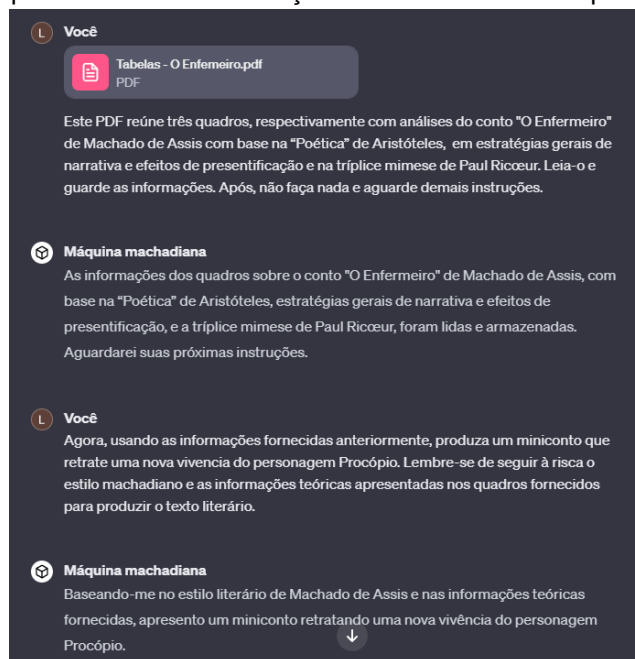 L Você
Tabelas - O Enfemeiro.pdf
PDF
Este PDF reúne três quadros, respectivamente com análises do conto "O Enfermeiro"
de Machado de Assis com base na “Poética” de Aristóteles, em estratégias gerais de
narrativa e efeitos de presentificação e na tríplice mimese de Paul Ricœur. Leia-o e
guarde as informações. Após, não faça nada e aguarde demais instruções.
Máquina machadiana
As informações dos quadros sobre o conto "O Enfermeiro" de Machado de Assis, com
base na “Poética” de Aristóteles, estratégias gerais de narrativa e efeitos de
presentificação, e a tríplice mimese de Paul Ricœur, foram lidas e armazenadas.
Aguardarei suas próximas instruções.
L Você
Agora, usando as informações fornecidas anteriormente, produza um miniconto que
retrate uma nova vivencia do personagem Procópio. Lembre-se de seguir à risca o
estilo machadiano e as informações teóricas apresentadas nos quadros fornecidos
para produzir o texto literário.
Máquina machadiana
Baseando-me no estilo literário de Machado de Assis e nas informações teóricas
fornecidas, apresento um miniconto retratando uma nova vivência do personagem
Procópio.